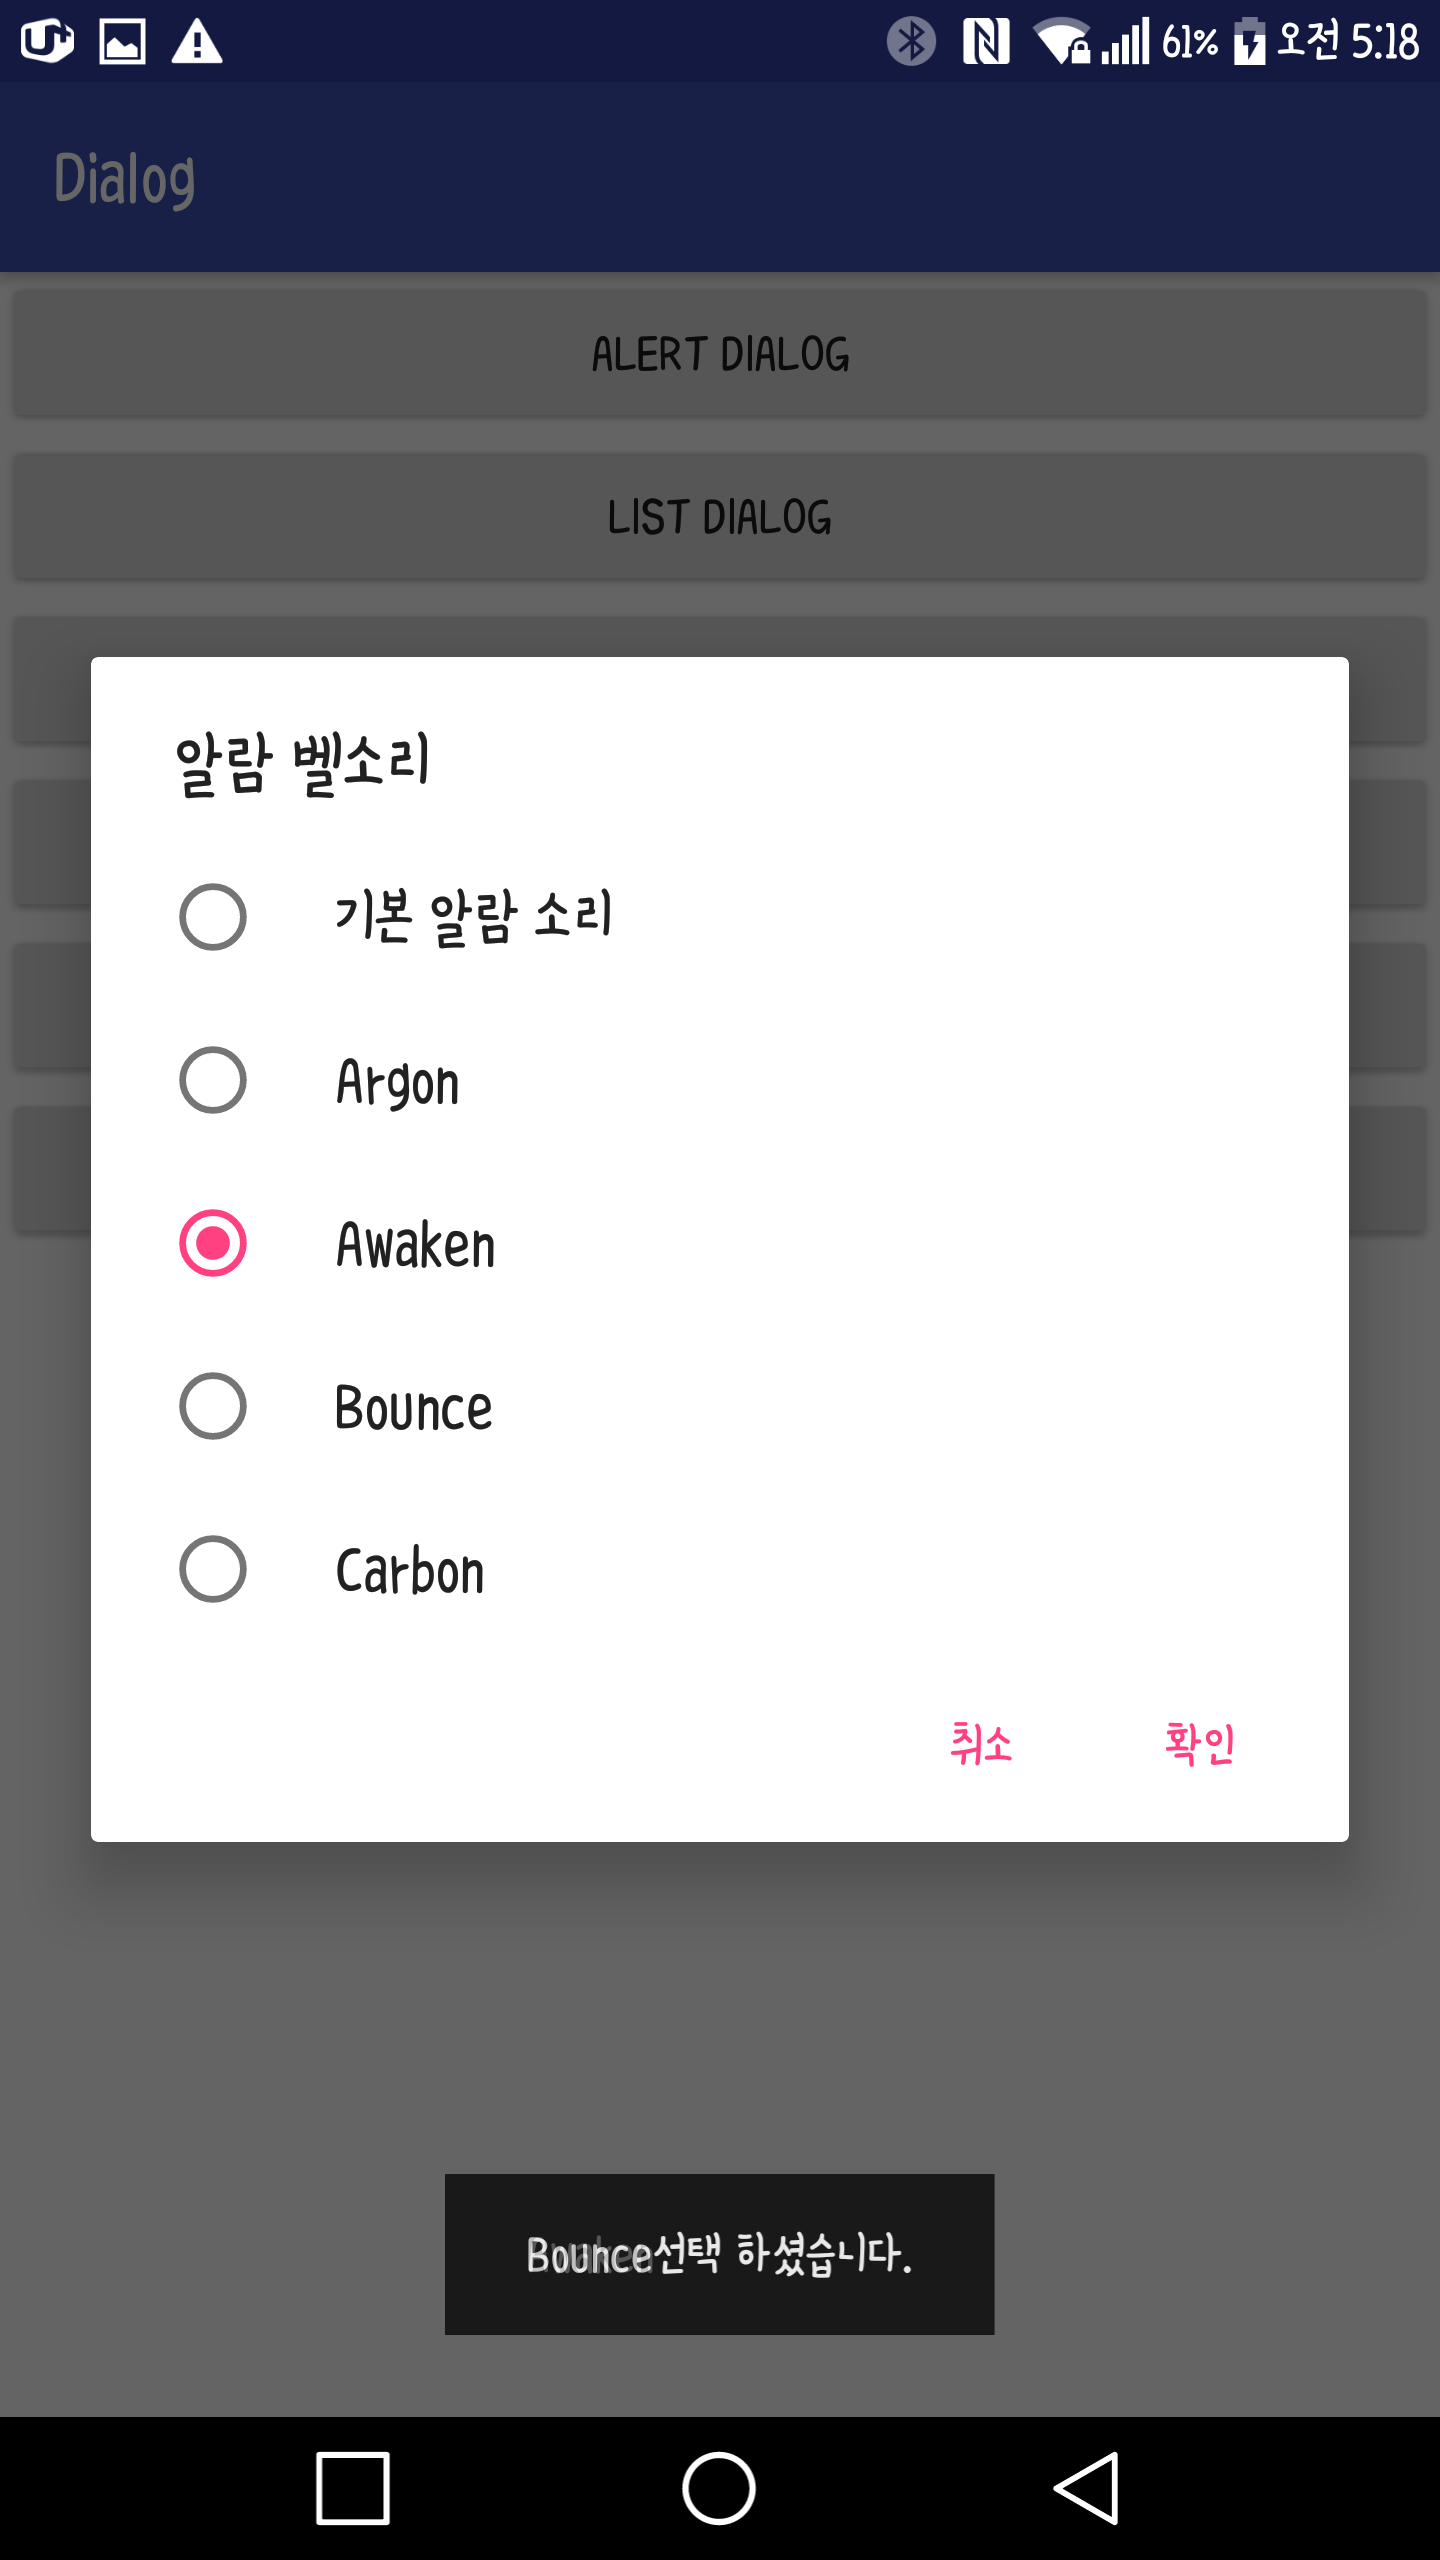 U+ 61% 오전 5:18
Dialog
ALERT DIALOG
LIST DIALOG
알람 벨소리
기본 알람 소리
Argon
Awaken
Bounce
Carbon
취소 확인
Bounce선택 하셨습니다.